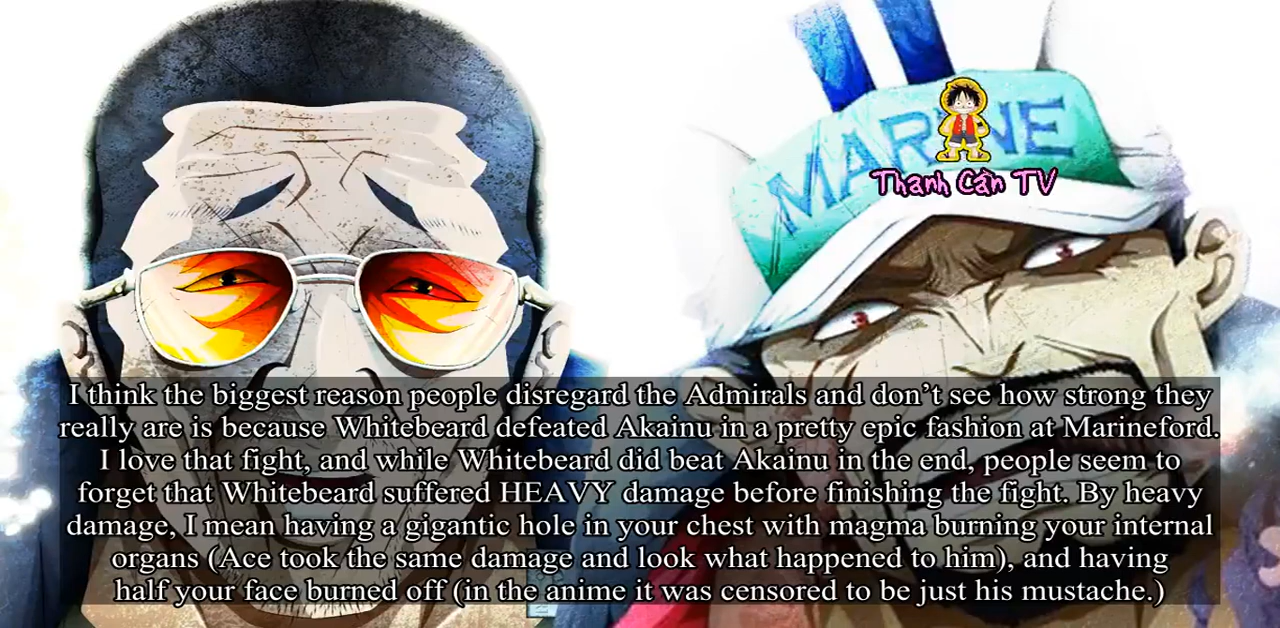 MARINE
Thanh Cần TV
I think the biggest reason people disregard the Admirals and don’t see how strong they
really are is because Whitebeard defeated Akainu in a pretty epic fashion at Marineford.
I love that fight, and while Whitebeard did beat Akainu in the end, people seem to
forget that Whitebeard suffered HEAVY damage before finishing the fight. By heavy
damage, I mean having a gigantic hole in your chest with magma burning your internal
organs (Ace took the same damage and look what happened to him), and having
half your face burned off (in the anime it was censored to be just his mustache.)